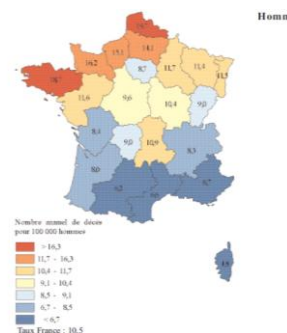 Homm
16,2
15,1
14,1
8,7
11,7
11,4
11,5
11,6
9,6
10,4
9,0
8,4
9,0
10,9
8,3
8,0
6,2
Nombre annuel de décès
pour 100 000 hommes
> 16,3
11,7 - 16,3
10,4 - 11,7
9,1 - 10,4
8,5 - 9,1
6,7 - 8,5
< 6,7
Taux France : 10.5